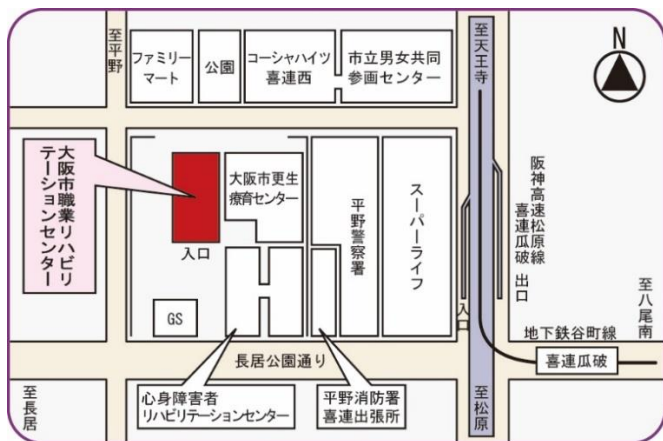 至平野
ファミリー
マート
公園
コーシャハイツ
喜連西
市立男女共同
参画センター
至天王寺
N
大阪市職業リハビリ
テーションセンター
入口
大阪市更生
療育センター
平野警察署
スーパーライフ
阪神高速松原線
喜連瓜破 出口
入口
至八尾南
地下鉄谷町線
喜連瓜破
GS
長居公園通り
至長居
心身障害者
リハビリテーションセンター
平野消防署
喜連出張所
至松原